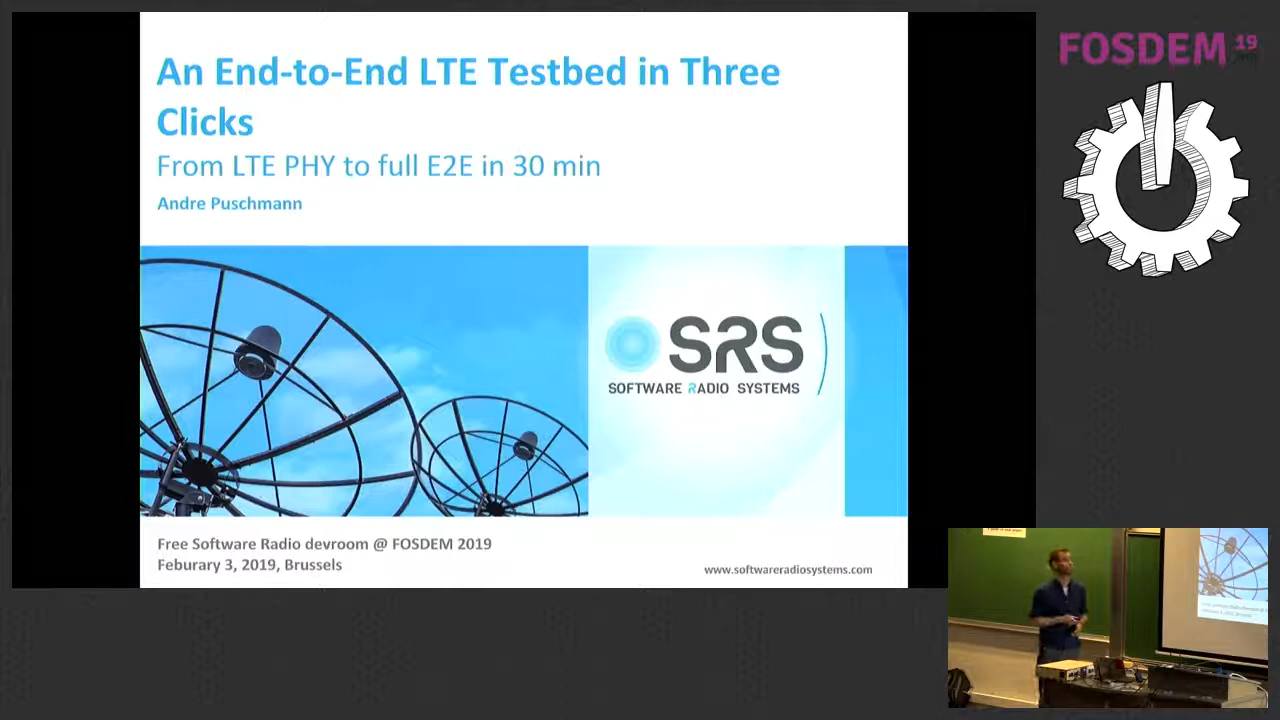 An End-to-End LTE Testbed in Three
Clicks
From LTE PHY to full E2E in 30 min
Andre Puschmann
SRS
SOFTWARE RADIO SYSTEMS
Free Software Radio devroom @ FOSDEM 2019
Feburary 3, 2019, Brussels
www.softwareradiosystems.com
FOSDEM 19